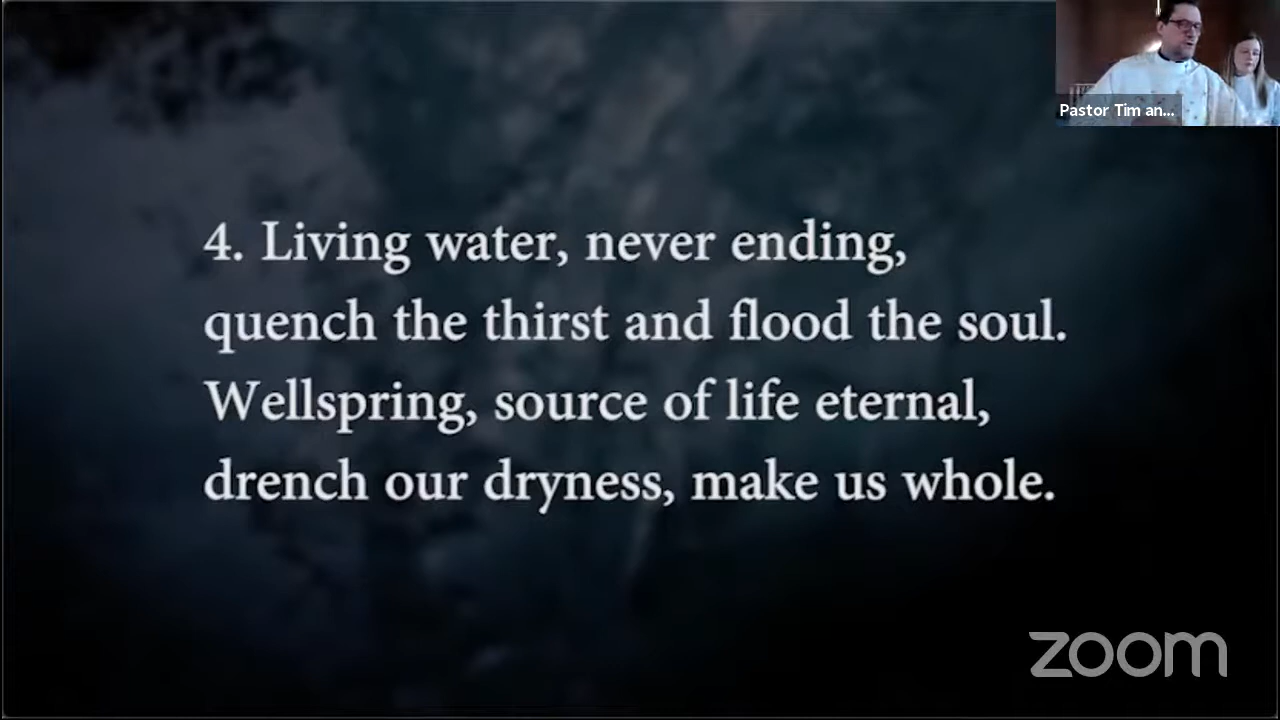 Pastor Tim an...
4. Living water, never ending,
quench the thirst and flood the soul.
Wellspring, source of life eternal,
drench our dryness, make us whole.
zoom